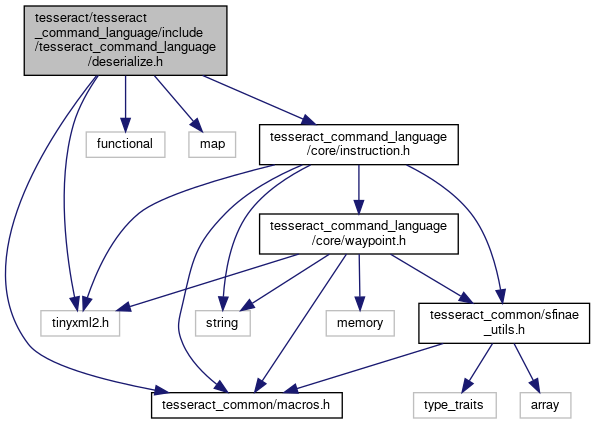 tesseract/tesseract
_command_language/include
/tesseract_command_language
/deserialize.h
functional
map
tesseract_command_language
/core/instruction.h
tesseract_command_language
/core/waypoint.h
tinyxml2.h
string
memory
tesseract_common/sfinae
_utils.h
tesseract_common/macros.h
type_traits
array